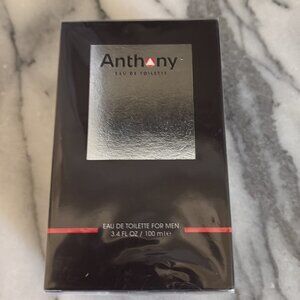 Anthony
EAU DE TOILETTE
EAU DE TOILETTE FOR MEN
3.4 FL OZ / 100 ml ℮